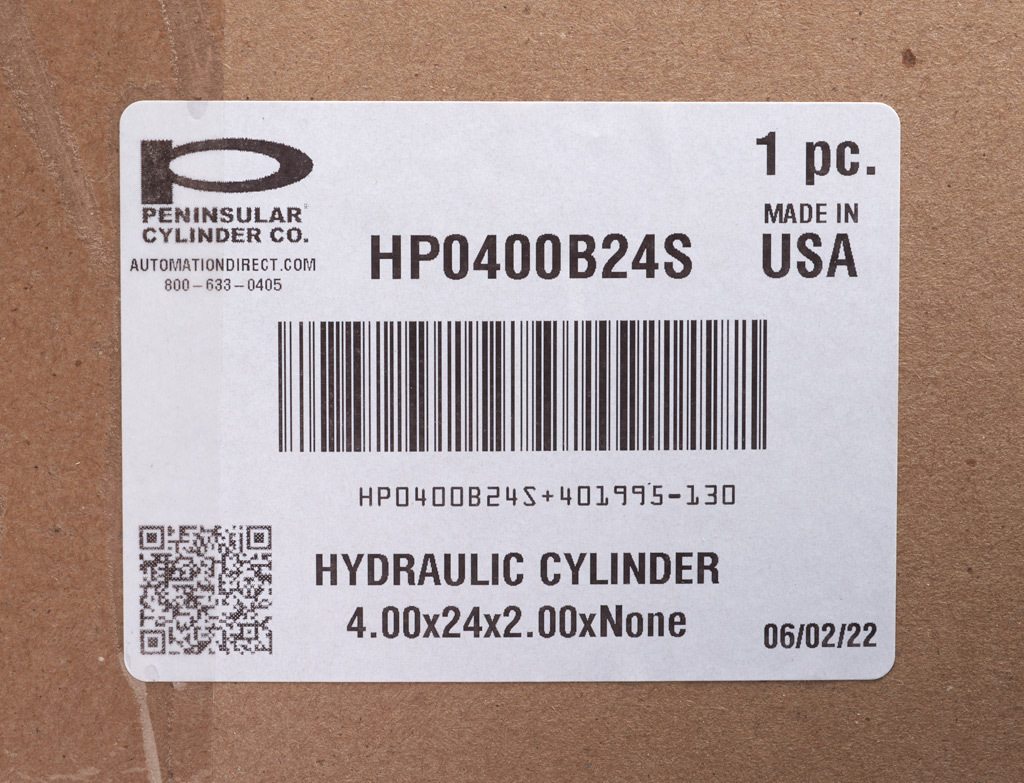 PENINSULAR
CYLINDER CO.
AUTOMATIONDIRECT.COM
800-633-0405
1 pc.
MADE IN
USA
HP0400B24S
HP0400B24S+401995-130
HYDRAULIC CYLINDER
4.00x24x2.00xNone
06/02/22